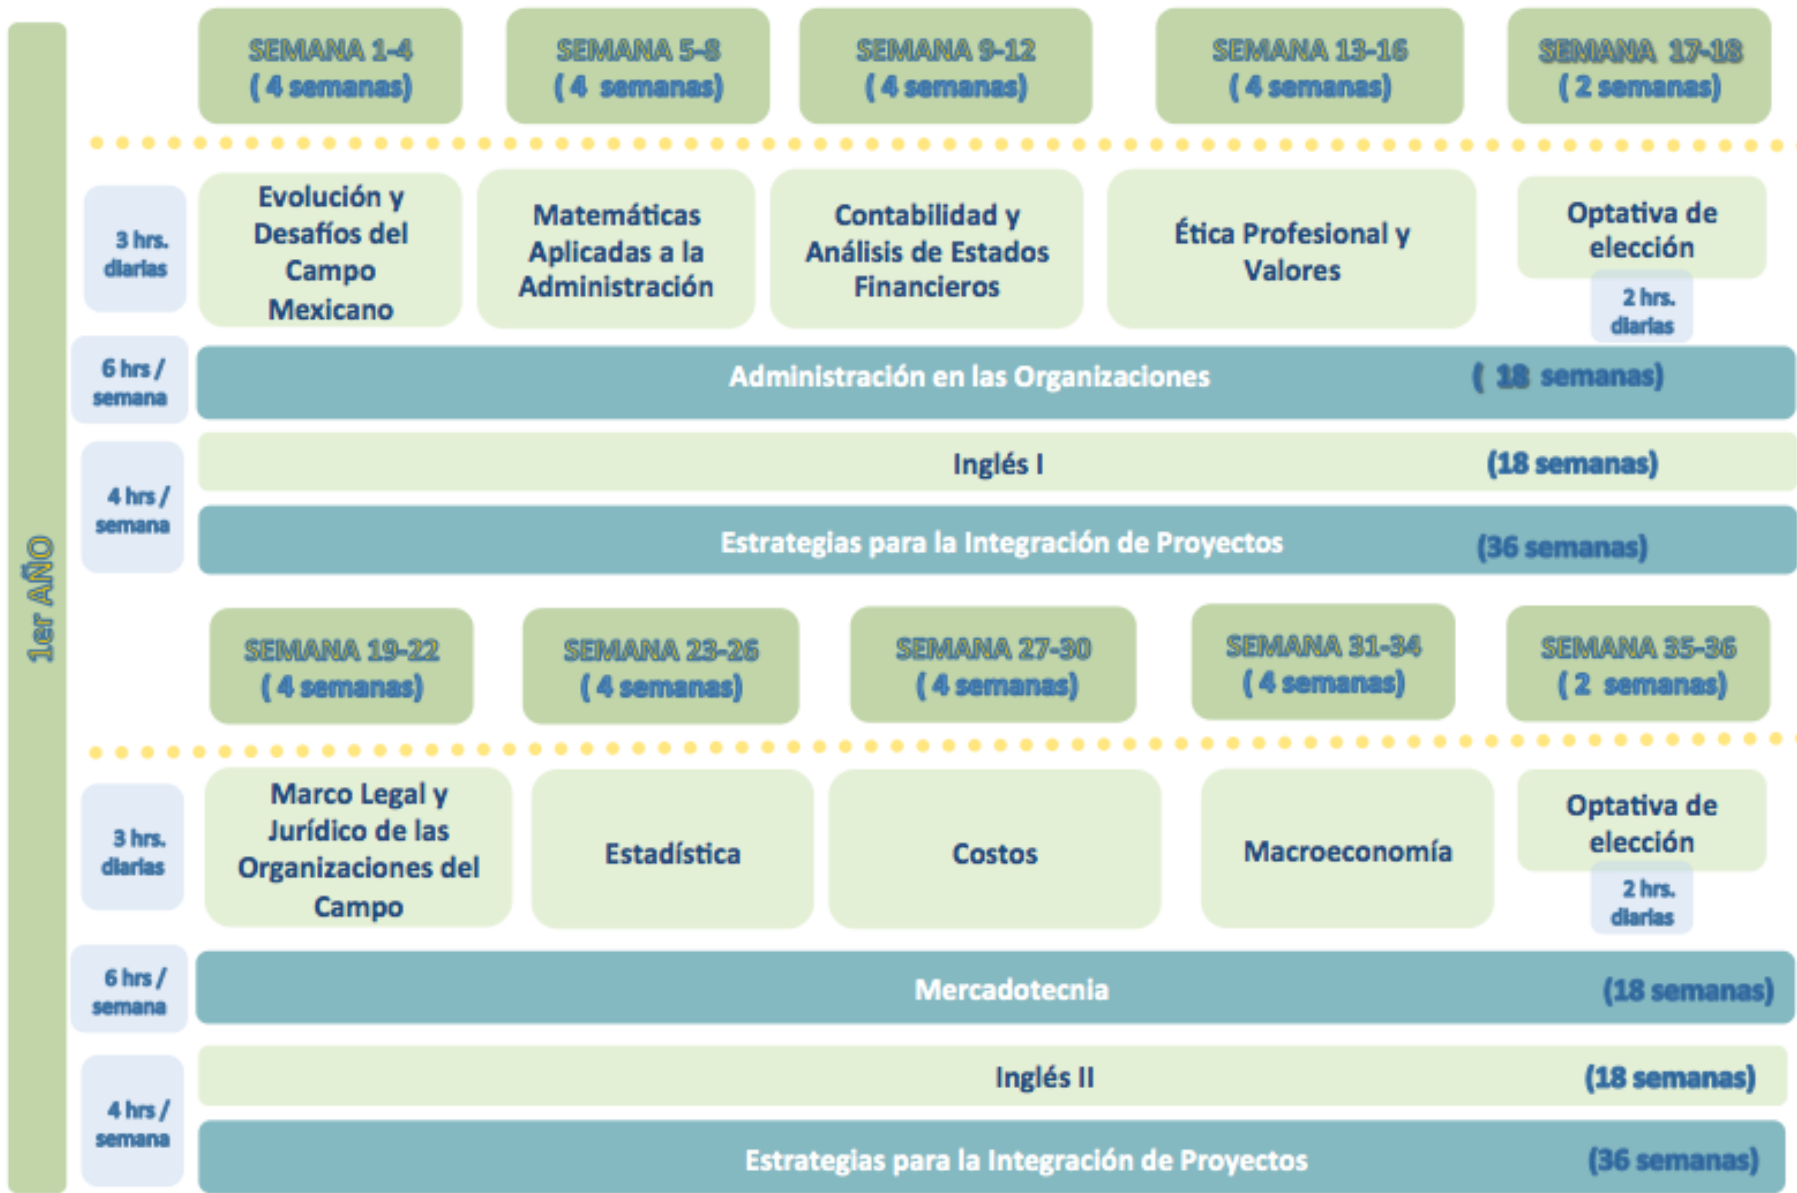 1er AÑO
SEMANA 1-4
( 4 semanas)
SEMANA 5-8
( 4 semanas)
SEMANA 9-12
( 4 semanas)
SEMANA 13-16
( 4 semanas)
SEMANA 17-18
( 2 semanas)
3 hrs.
diarias
Evolución y
Desafíos del
Campo
Mexicano
Matemáticas
Aplicadas a la
Administración
Contabilidad y
Análisis de Estados
Financieros
Ética Profesional y
Valores
Optativa de
elección
2 hrs.
diarias
6 hrs /
semana
Administración en las Organizaciones ( 18 semanas)
4 hrs /
semana
Inglés I (18 semanas)
Estrategias para la Integración de Proyectos (36 semanas)
SEMANA 19-22
( 4 semanas)
SEMANA 23-26
( 4 semanas)
SEMANA 27-30
( 4 semanas)
SEMANA 31-34
( 4 semanas)
SEMANA 35-36
( 2 semanas)
3 hrs.
diarias
Marco Legal y
Jurídico de las
Organizaciones del
Campo
Estadística
Costos
Macroeconomía
Optativa de
elección
2 hrs.
diarias
6 hrs /
semana
Mercadotecnia (18 semanas)
4 hrs /
semana
Inglés II (18 semanas)
Estrategias para la Integración de Proyectos (36 semanas)